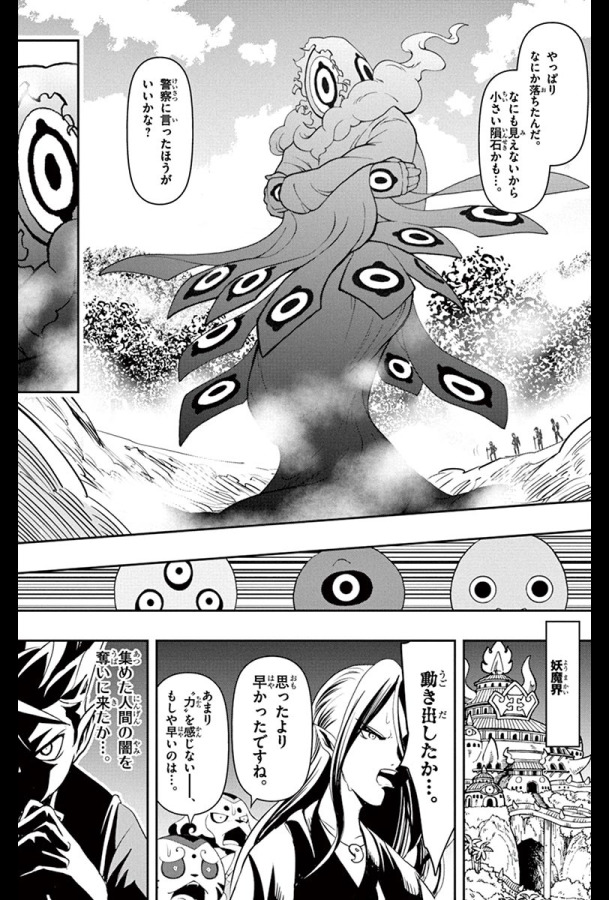 やっぱり
なにか落ちたんだ。
なにも見えないから
小さい隕石かも…。
警察に言ったほうが
いいかな？
妖魔界
動き出したか…。
思ったより
早かったですね。
あまり
〝力〟を感じない──、
もしや早いのは…。
集めた人間の闇を
奪いに来たか…。